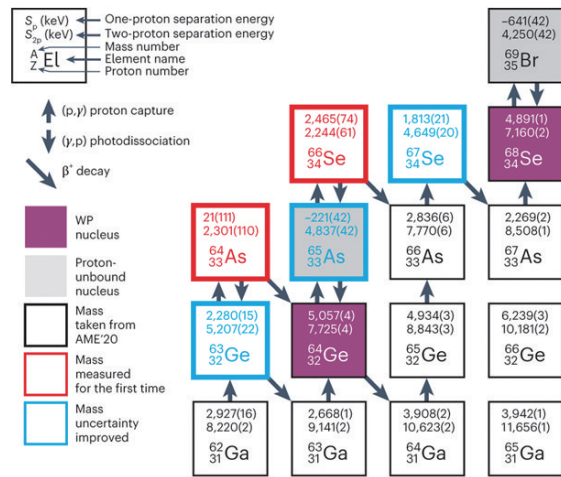 Sp (keV)
S2p (keV)
A
Z
El
One-proton separation energy
Two-proton separation energy
Mass number
Element name
Proton number
(p,γ) proton capture
(γ,p) photodissociation
β+ decay
WP
nucleus
Proton-
unbound
nucleus
Mass
taken from
AME'20
Mass
measured
for the first time
Mass
uncertainty
improved
−641(42)
4,250(42)
69
35
Br
2,465(74)
2,244(61)
66
34
Se
1,813(21)
4,649(20)
67
34
Se
4,891(1)
7,160(2)
68
34
Se
21(111)
2,301(110)
64
33
As
−221(42)
4,837(42)
65
33
As
2,836(6)
7,770(6)
66
33
As
2,269(2)
8,508(1)
67
33
As
2,280(15)
5,207(22)
63
32
Ge
5,057(4)
7,725(4)
64
32
Ge
4,934(3)
8,843(3)
65
32
Ge
6,239(3)
10,181(2)
66
32
Ge
2,927(16)
8,220(2)
62
31
Ga
2,668(1)
9,141(2)
63
31
Ga
3,908(2)
10,623(2)
64
31
Ga
3,942(1)
11,656(1)
65
31
Ga